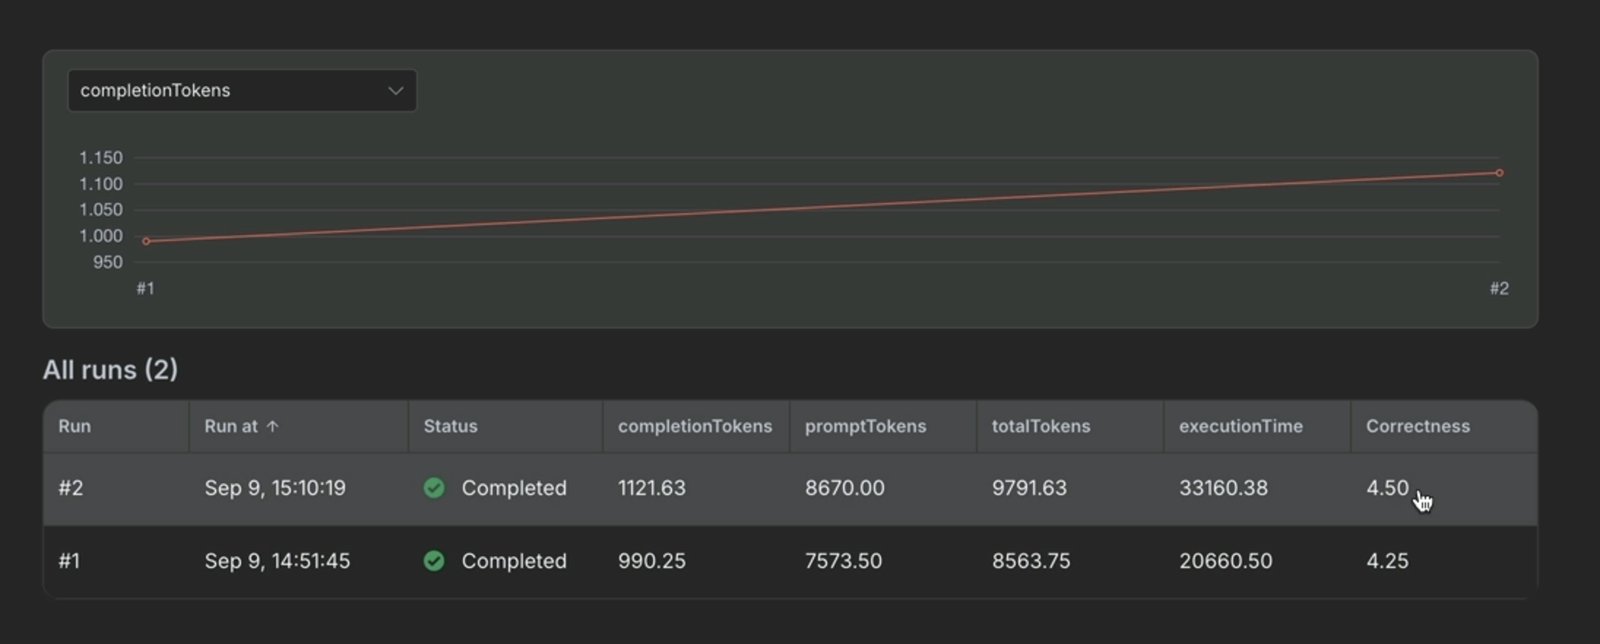 completionTokens
1.150
1.100
1.050
1.000
950
#1 #2
All runs (2)
Run Run at ↑ Status completionTokens promptTokens totalTokens executionTime Correctness
#2 Sep 9, 15:10:19 Completed 1121.63 8670.00 9791.63 33160.38 4.50
#1 Sep 9, 14:51:45 Completed 990.25 7573.50 8563.75 20660.50 4.25